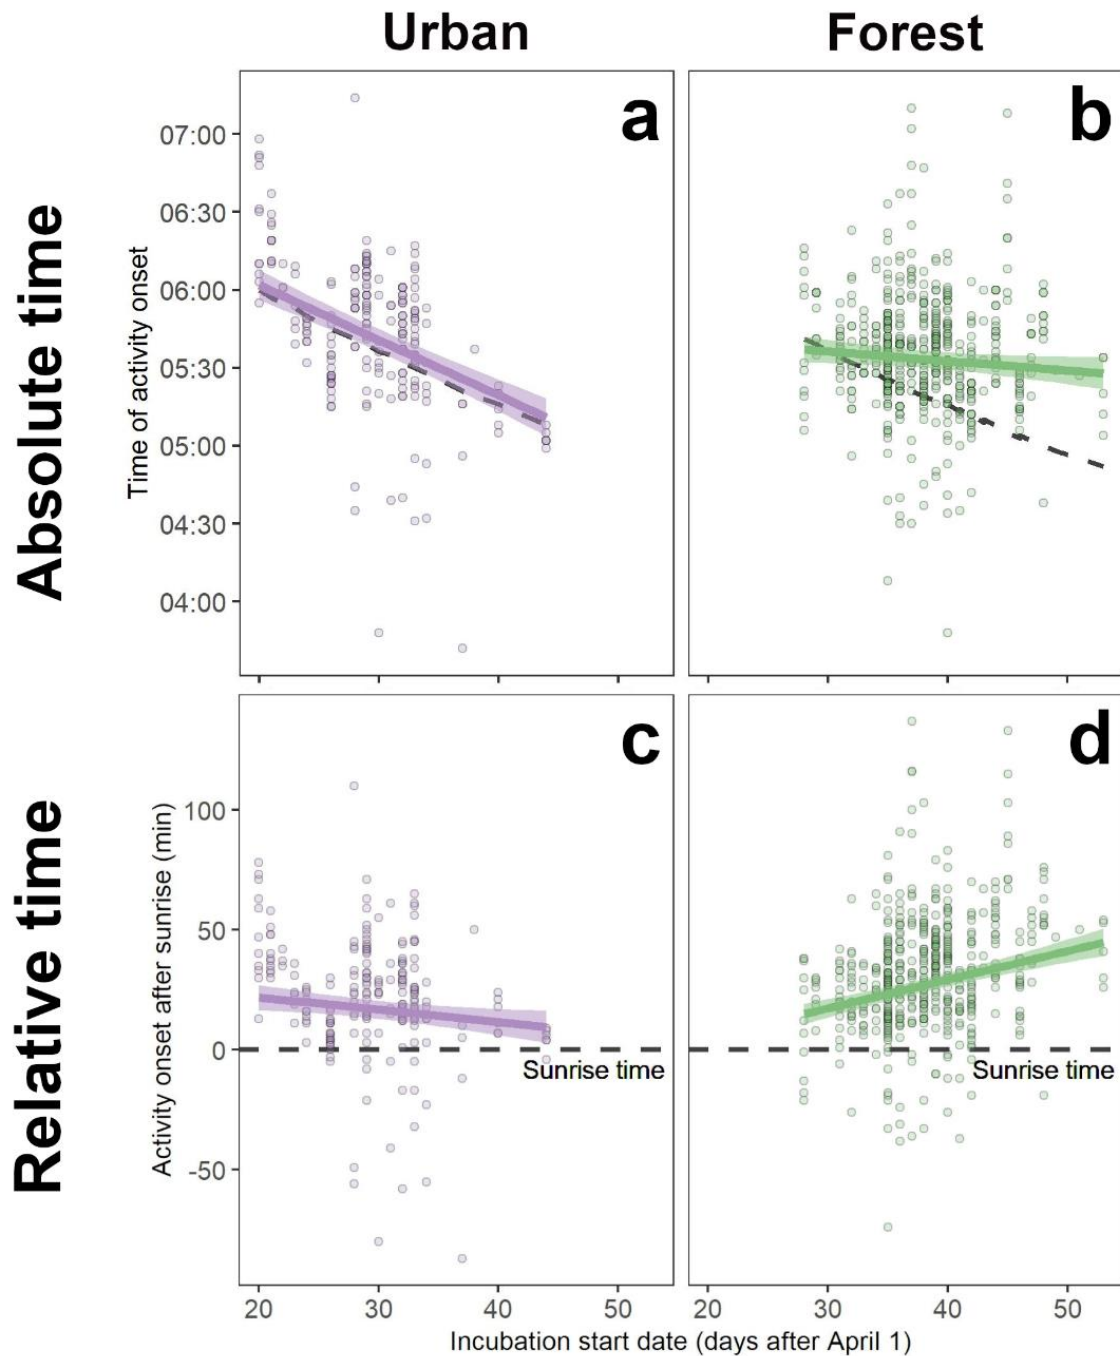 Urban
Forest
Absolute time
Time of activity onset
07:00
06:30
06:00
05:30
05:00
04:30
04:00
a
b
Relative time
Activity onset after sunrise (min)
100
50
0
-50
c
Sunrise time
d
Sunrise time
20 30 40 50
20 30 40 50
Incubation start date (days after April 1)